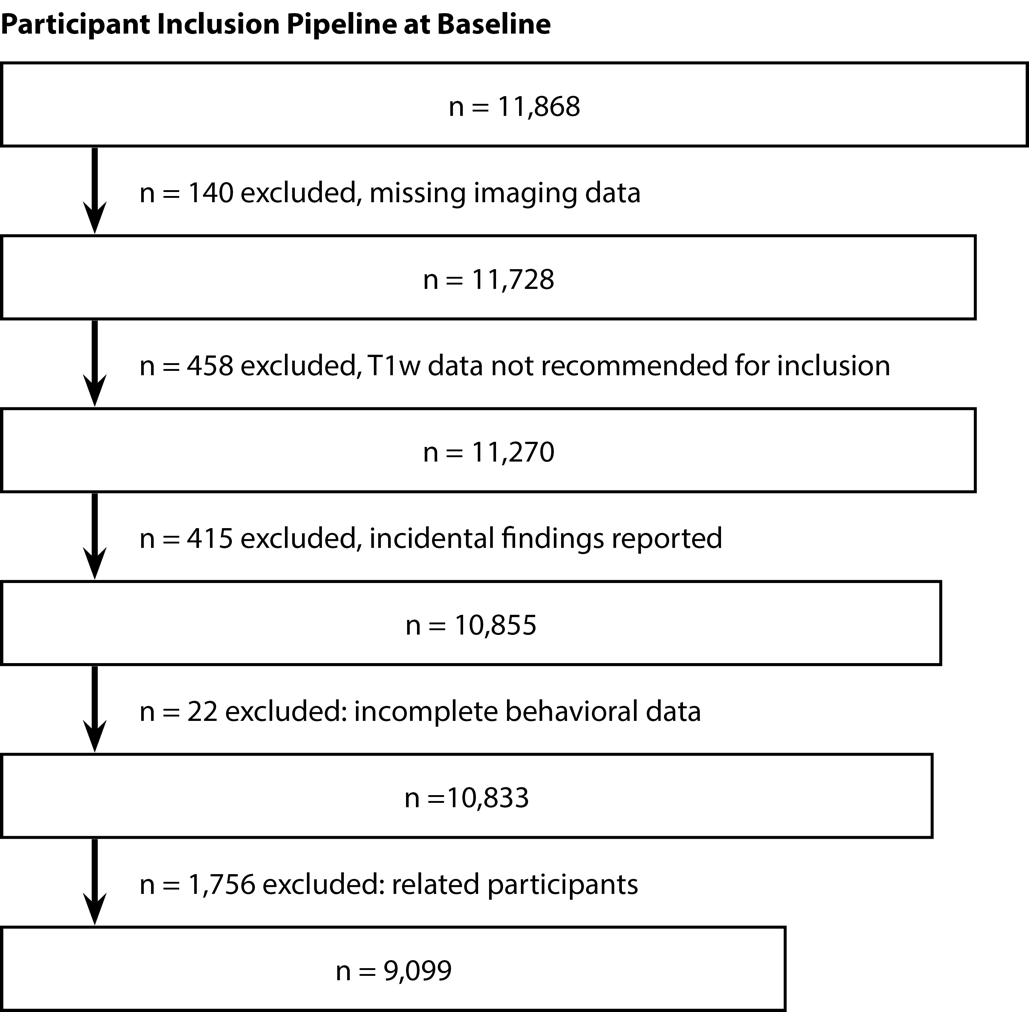 Participant Inclusion Pipeline at Baseline
n = 11,868
n = 140 excluded, missing imaging data
n = 11,728
n = 458 excluded, T1w data not recommended for inclusion
n = 11,270
n = 415 excluded, incidental findings reported
n = 10,855
n = 22 excluded: incomplete behavioral data
n =10,833
n = 1,756 excluded: related participants
n = 9,099